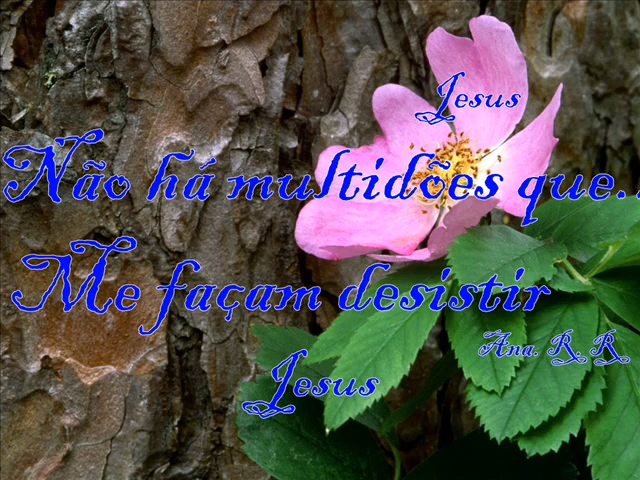 Jesus
Não há multidões que...
Me façam desistir
Ana. R R
Jesus